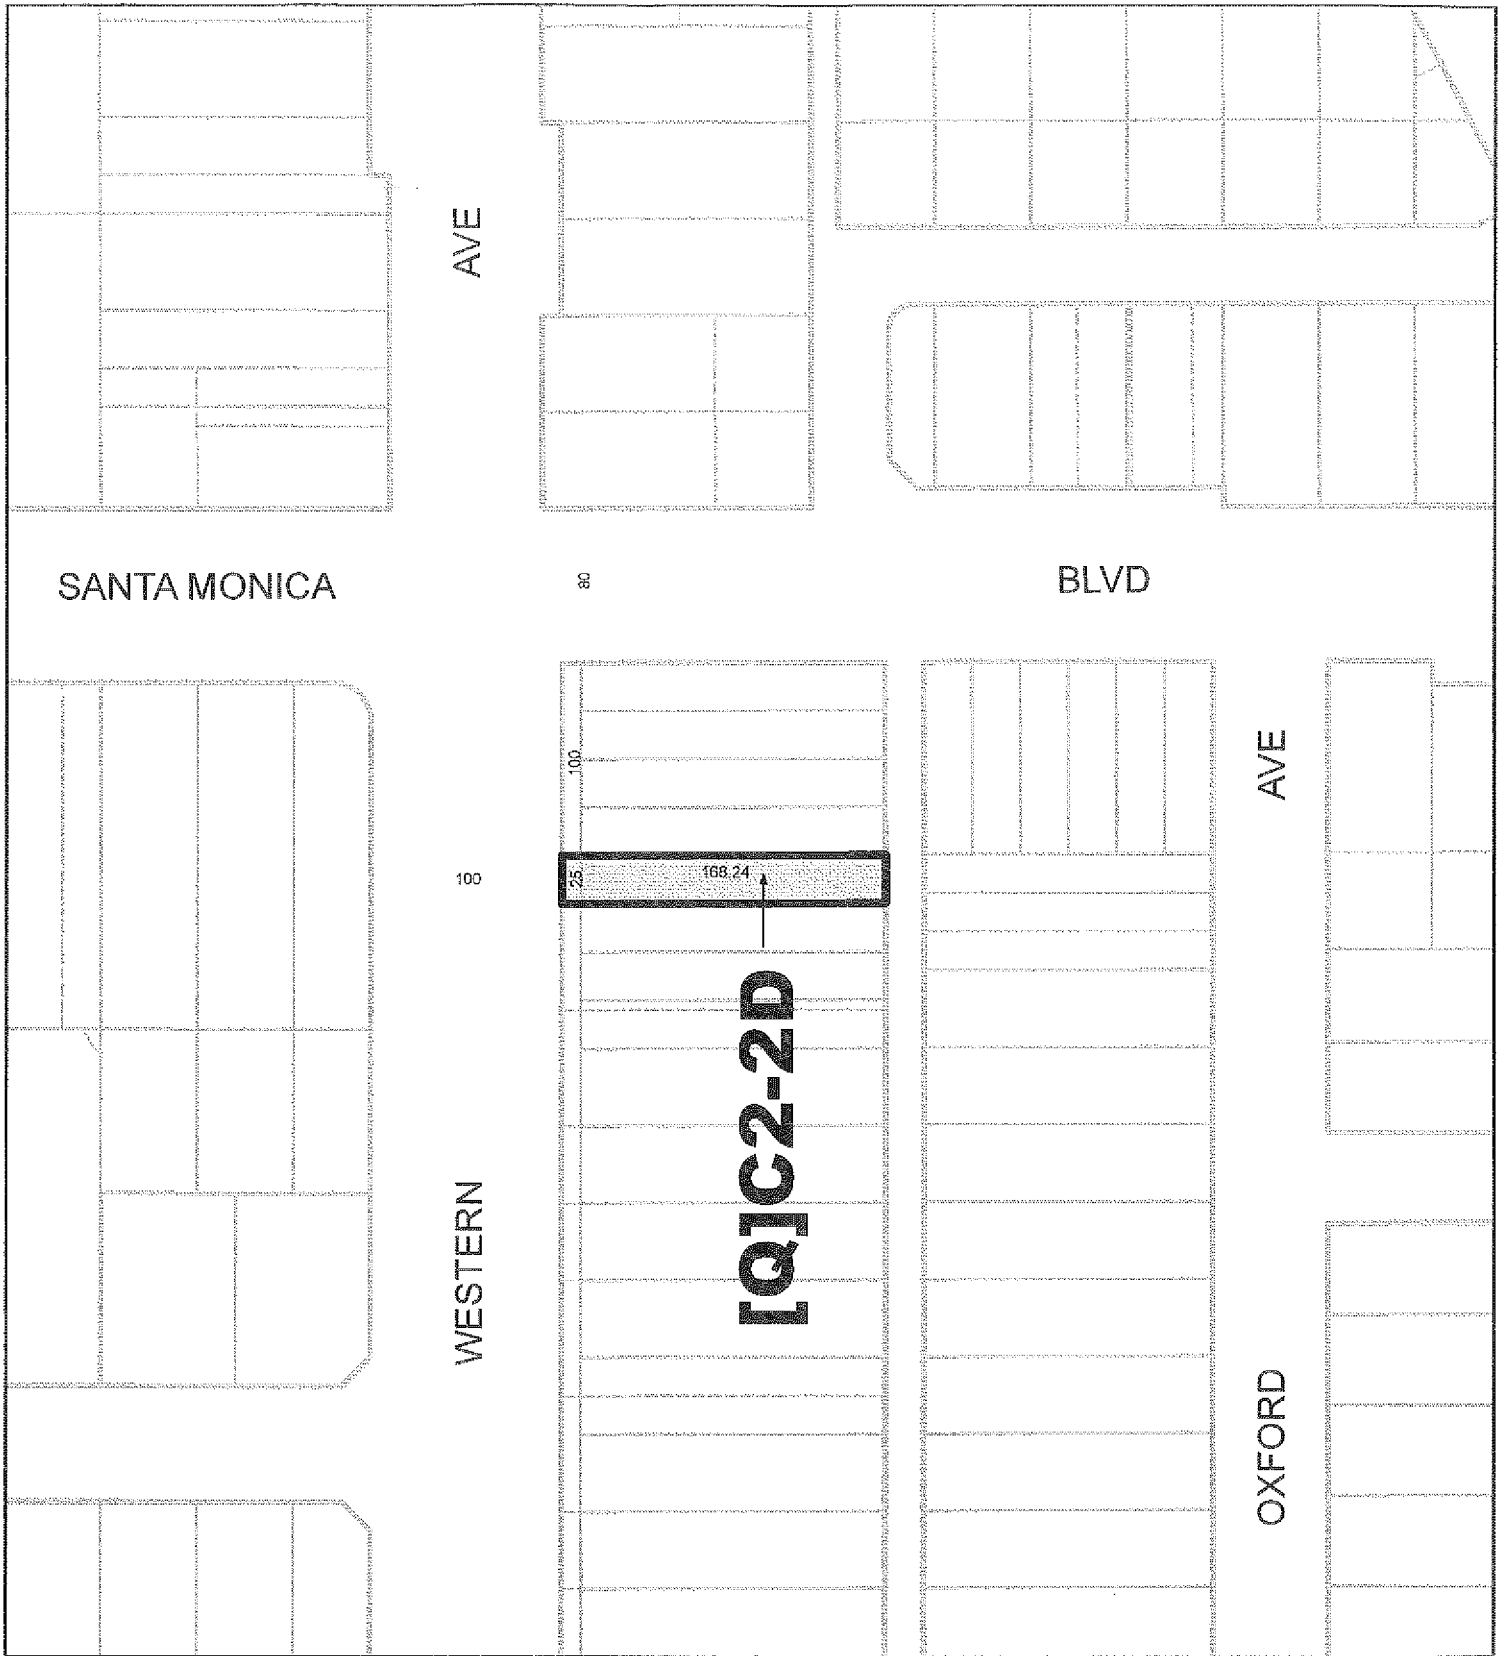 AVE
SANTA MONICA
80
BLVD
100
AVE
100
25
168.24
[Q]C2-2D
WESTERN
OXFORD